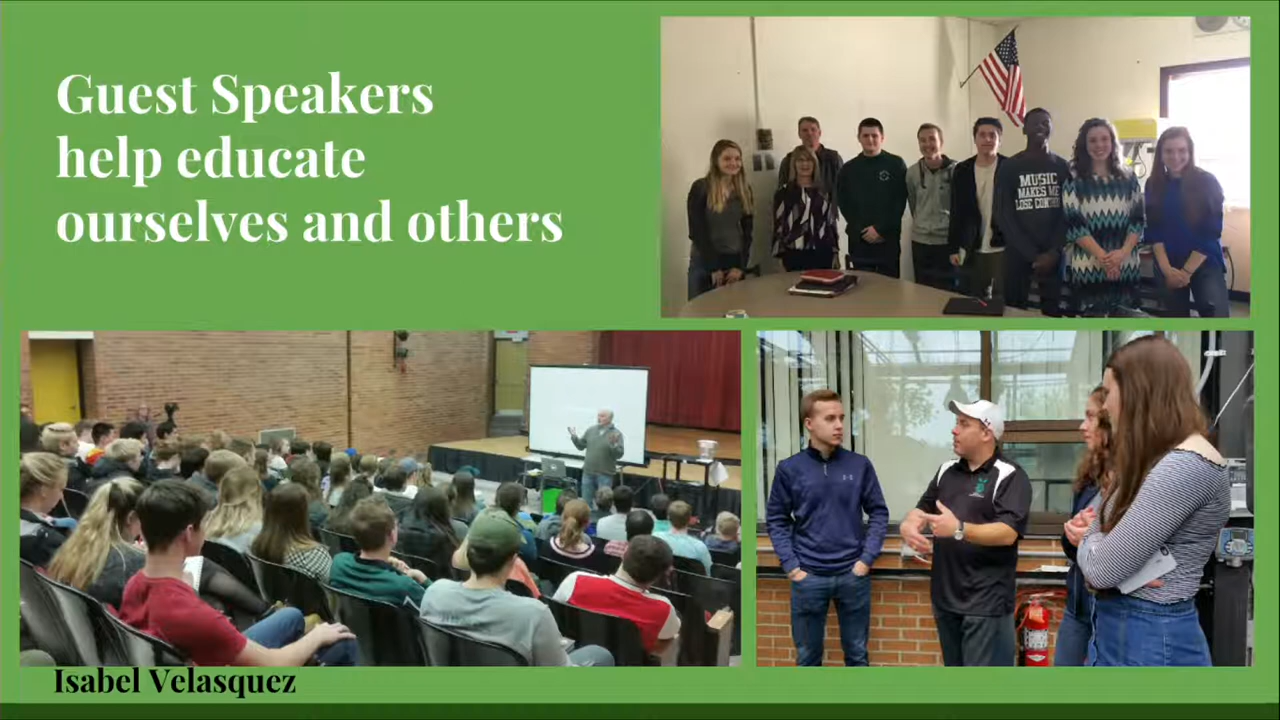 Guest Speakers
help educate
ourselves and others
MUSIC
MAKES ME
LOSE CONTROL
Isabel Velasquez